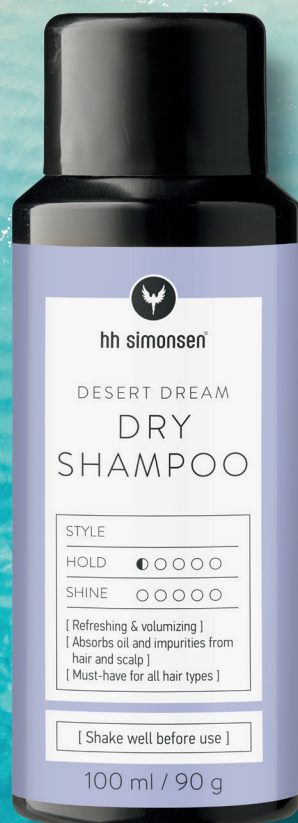 hh simonsen®
DESERT DREAM
DRY
SHAMPOO
STYLE
HOLD
SHINE
[ Refreshing & volumizing ]
[ Absorbs oil and impurities from
hair and scalp ]
[ Must-have for all hair types ]
[ Shake well before use ]
100 ml / 90 g